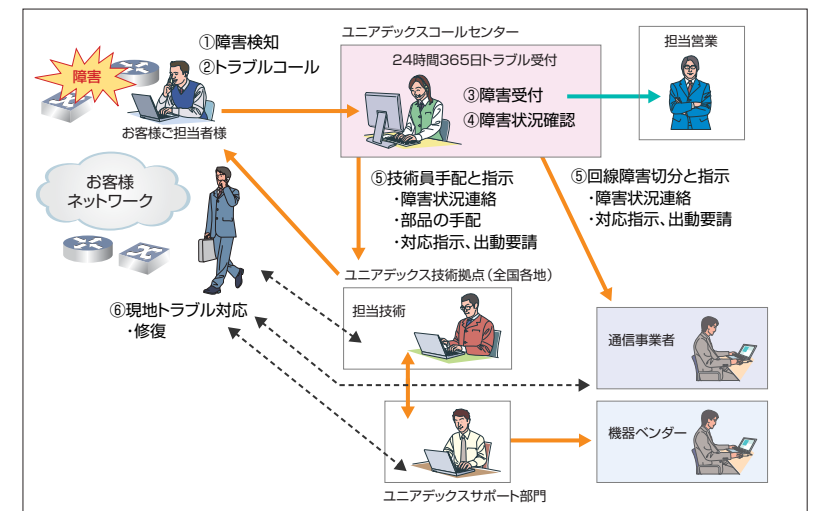 ユニアデックスコールセンター
①障害検知
②トラブルコール
障害
お客様ご担当者様
24時間365日トラブル受付
③障害受付
④障害状況確認
担当営業
お客様
ネットワーク
⑤技術員手配と指示
・障害状況連絡
・部品の手配
・対応指示、出動要請
⑤回線障害切分と指示
・障害状況連絡
・対応指示、出動要請
ユニアデックス技術拠点(全国各地)
⑥現地トラブル対応
・修復
担当技術
通信事業者
機器ベンダー
ユニアデックスサポート部門